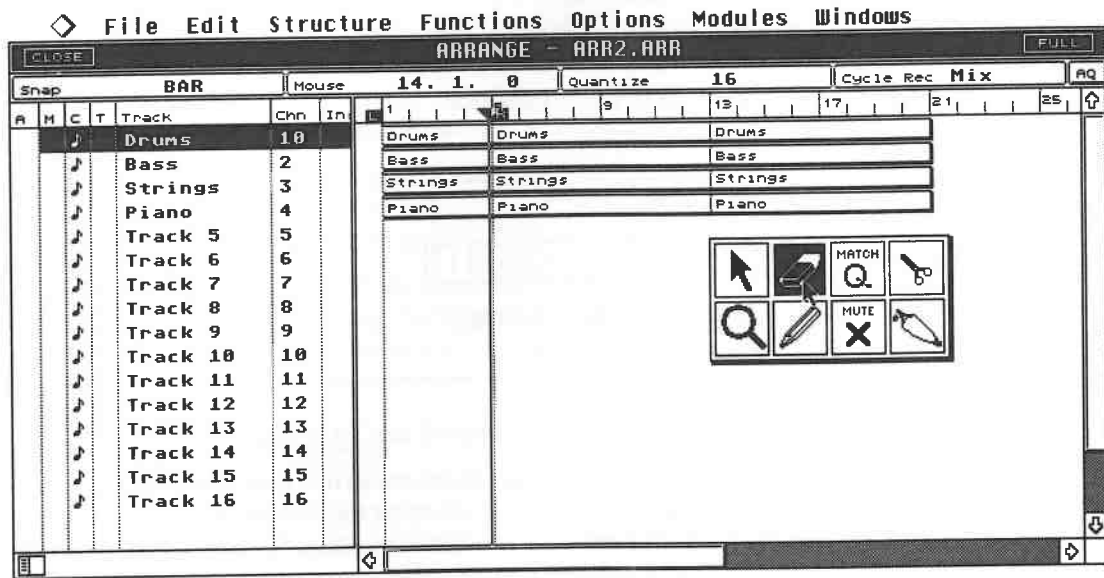 File Edit Structure Functions Options Modules Windows
CLOSE ARRANGE - ARR2.ARR FULL
Snap BAR Mouse 14. 1. 0 Quantize 16 Cycle Rec Mix AQ
A M C T Track Chn In 1 9 13 17 21 25
Drums 10 Drums Drums Drums
Bass 2 Bass Bass Bass
Strings 3 Strings Strings Strings
Piano 4 Piano Piano Piano
Track 5 5
Track 6 6
Track 7 7
Track 8 8
Track 9 9
Track 10 10
Track 11 11
Track 12 12
Track 13 13
Track 14 14
Track 15 15
Track 16 16
MATCH Q
MUTE X